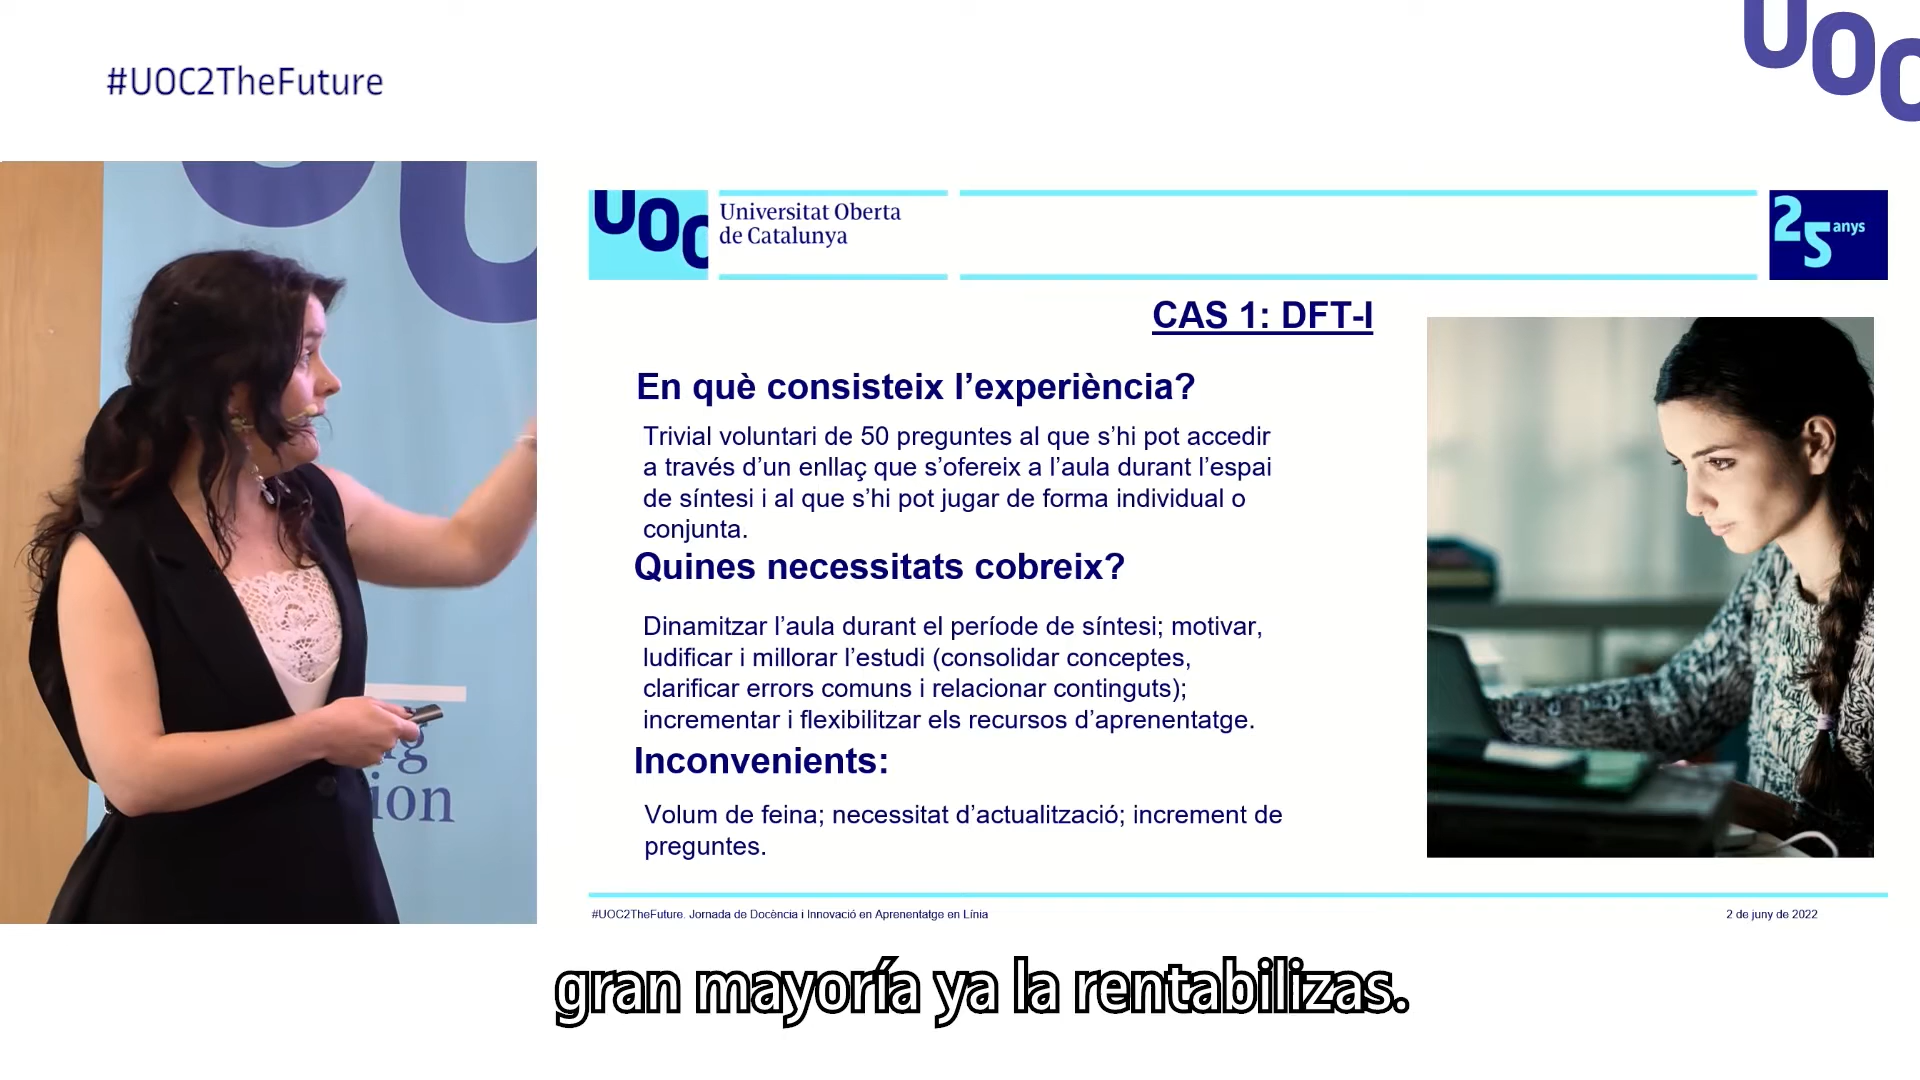 #UOC2TheFuture
UOC
UOC
Universitat Oberta
de Catalunya
25 anys
CAS 1: DFT-I
En què consisteix l’experiència?
Trivial voluntari de 50 preguntes al que s’hi pot accedir
a través d’un enllaç que s’ofereix a l’aula durant l’espai
de síntesi i al que s’hi pot jugar de forma individual o
conjunta.
Quines necessitats cobreix?
Dinamitzar l’aula durant el període de síntesi; motivar,
ludificar i millorar l’estudi (consolidar conceptes,
clarificar errors comuns i relacionar continguts);
incrementar i flexibilitzar els recursos d’aprenentatge.
Inconvenients:
Volum de feina; necessitat d’actualització; increment de
preguntes.
#UOC2TheFuture. Jornada de Docència i Innovació en Aprenentatge en Línia
2 de juny de 2022
gran mayoría ya la rentabilizas.